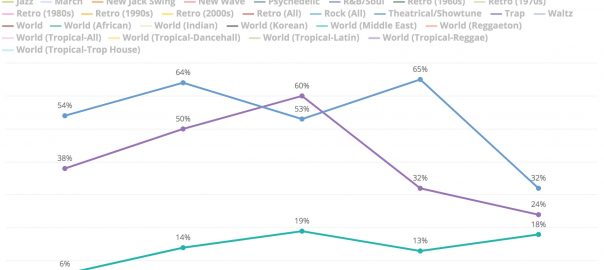 Jazz March New Jack Swing New Wave Psychedelic R&B/Soul Retro (1960s) Retro (1970s)
Retro (1980s) Retro (1990s) Retro (2000s) Retro (All) Rock (All) Theatrical/Showtune Trap Waltz
World World (African) World (Indian) World (Korean) World (Middle East) World (Reggaeton)
World (Tropical-All) World (Tropical-Dancehall) World (Tropical-Latin) World (Tropical-Reggae)
World (Tropical-Trop House)
65%
64%
60%
54%
53%
50%
38%
32% 32%
24%
19%
18%
14%
13%
6%